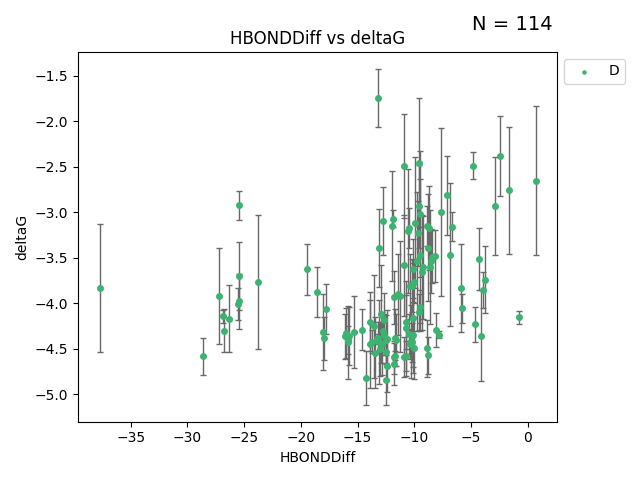 N = 114
HBONDDiff vs deltaG
D
−1.5
−2.0
−2.5
−3.0
−3.5
−4.0
−4.5
−5.0
deltaG
−35 −30 −25 −20 −15 −10 −5 0
HBONDDiff